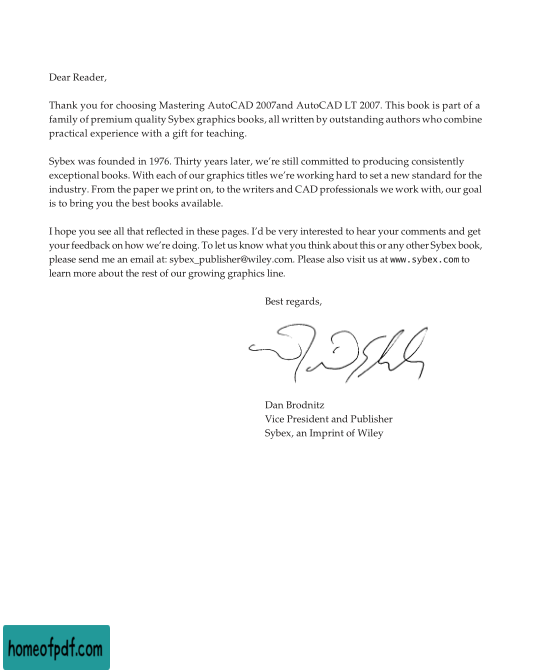 Dear Reader,
Thank you for choosing Mastering AutoCAD 2007and AutoCAD LT 2007. This book is part of a
family of premium quality Sybex graphics books, all written by outstanding authors who combine
practical experience with a gift for teaching.
Sybex was founded in 1976. Thirty years later, we're still committed to producing consistently
exceptional books. With each of our graphics titles we're working hard to set a new standard for the
industry. From the paper we print on, to the writers and CAD professionals we work with, our goal
is to bring you the best books available.
I hope you see all that reflected in these pages. I'd be very interested to hear your comments and get
your feedback on how we're doing. To let us know what you think about this or any other Sybex book,
please send me an email at: sybex_publisher@wiley.com. Please also visit us at www.sybex.com to
learn more about the rest of our growing graphics line.
Best regards,
Dan Brodnitz
Vice President and Publisher
Sybex, an Imprint of Wiley
homeofpdf.com